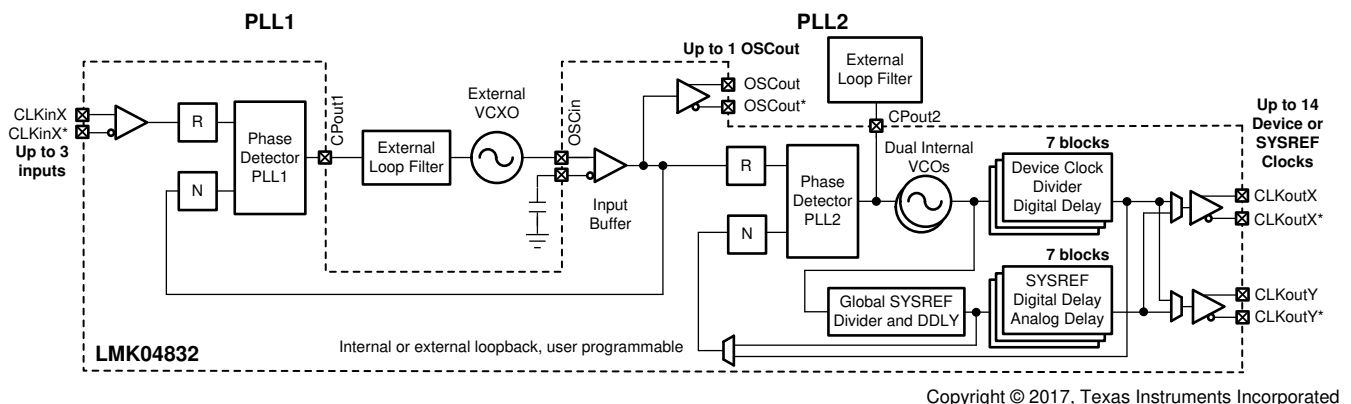 PLL1
PLL2
Up to 1 OSCout
OSCout
OSCout*
External
Loop Filter
CPout2
Up to 14
Device or
SYSREF
Clocks
CLKinX
CLKinX*
Up to 3
inputs
R
N
Phase
Detector
PLL1
CPout1
External
Loop Filter
External
VCXO
OSCin
Input
Buffer
R
N
Phase
Detector
PLL2
Dual Internal
VCOs
7 blocks
Device Clock
Divider
Digital Delay
CLKoutX
CLKoutX*
7 blocks
SYSREF
Digital Delay
Analog Delay
CLKoutY
CLKoutY*
Global SYSREF
Divider and DDLY
Internal or external loopback, user programmable
LMK04832
Copyright © 2017, Texas Instruments Incorporated